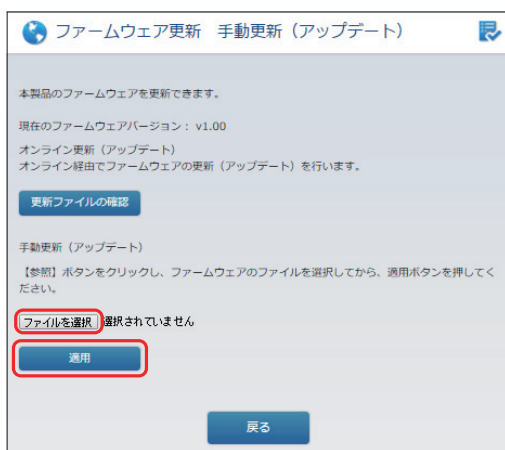 ファームウェア更新　手動更新（アップデート）
本製品のファームウェアを更新できます。
現在のファームウェアバージョン： v1.00
オンライン更新（アップデート）
オンライン経由でファームウェアの更新（アップデート）を行います。
更新ファイルの確認
手動更新（アップデート）
【参照】ボタンをクリックし、ファームウェアのファイルを選択してから、適用ボタンを押してく
ださい。
ファイルを選択 選択されていません
適用
戻る